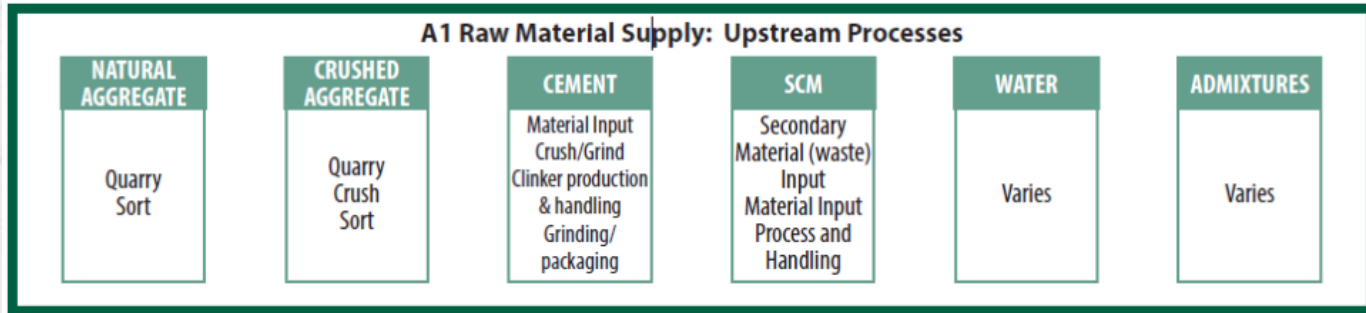 A1 Raw Material Supply: Upstream Processes
NATURAL
AGGREGATE
Quarry
Sort
CRUSHED
AGGREGATE
Quarry
Crush
Sort
CEMENT
Material Input
Crush/Grind
Clinker production
& handling
Grinding/
packaging
SCM
Secondary
Material (waste)
Input
Material Input
Process and
Handling
WATER
Varies
ADMIXTURES
Varies